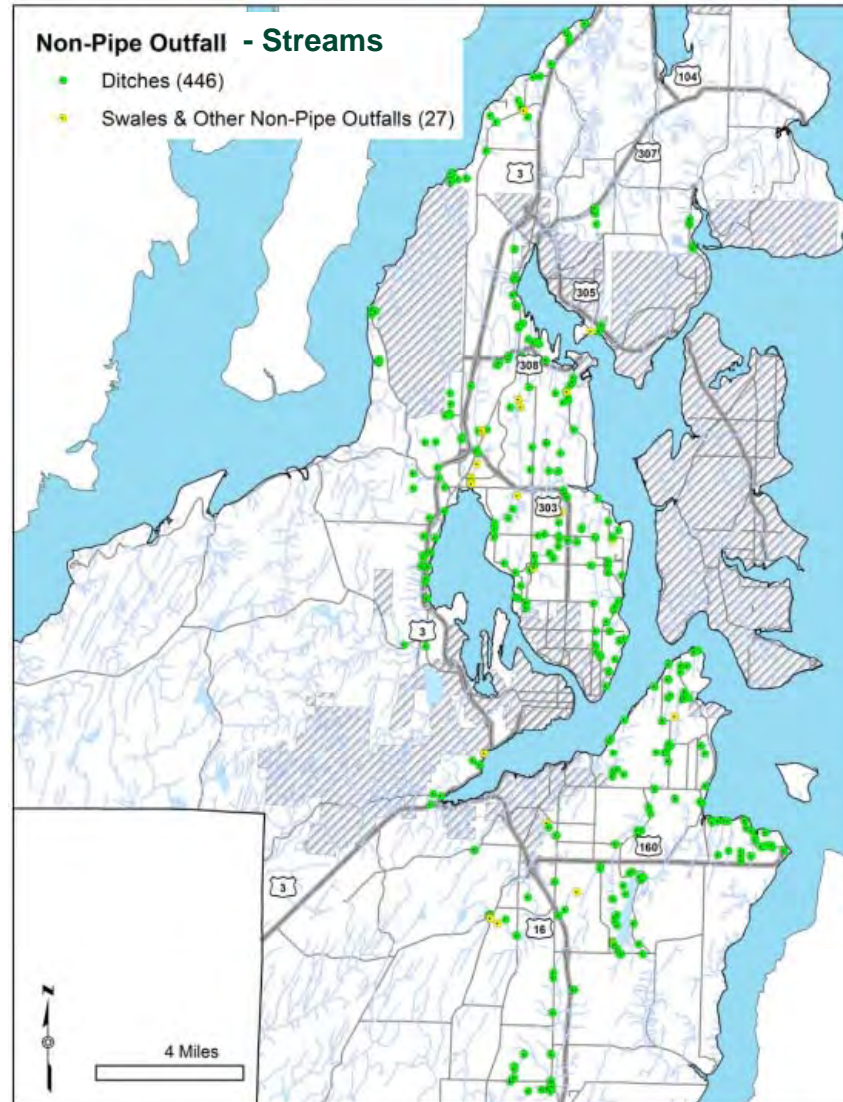 Non-Pipe Outfall - Streams
Ditches (446)
Swales & Other Non-Pipe Outfalls (27)
104
307
3
305
308
303
3
160
3
16
N
4 Miles